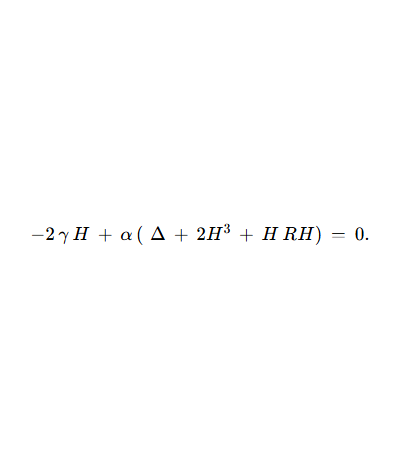 −2 γ H + α ( Δ + 2H³ + H RH) = 0.